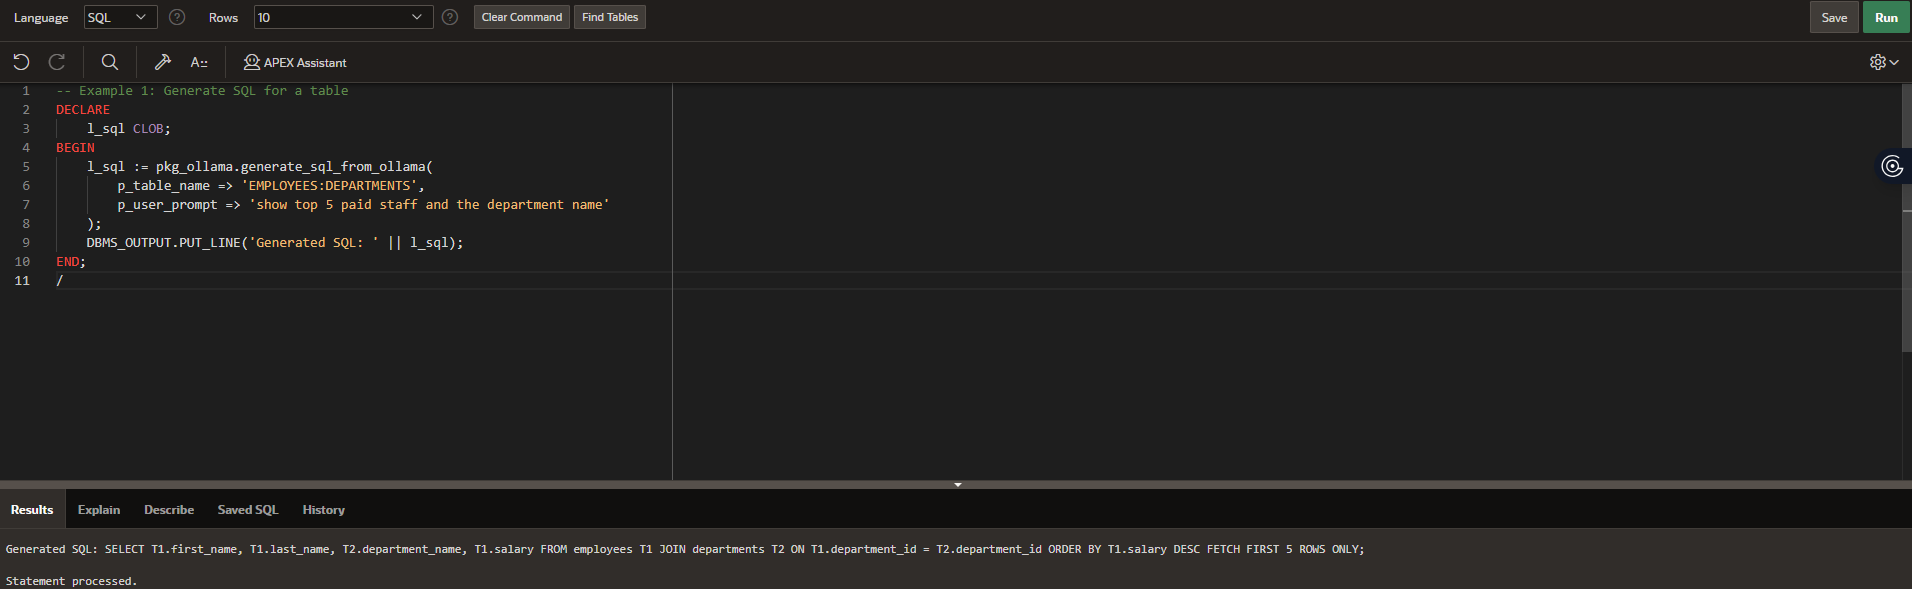 Language SQL Rows 10 Clear Command Find Tables Save Run
A:: APEX Assistant
1 -- Example 1: Generate SQL for a table
2 DECLARE
3 l_sql CLOB;
4 BEGIN
5 l_sql := pkg_ollama.generate_sql_from_ollama(
6 p_table_name => 'EMPLOYEES:DEPARTMENTS',
7 p_user_prompt => 'show top 5 paid staff and the department name'
8 );
9 DBMS_OUTPUT.PUT_LINE('Generated SQL: ' || l_sql);
10 END;
11 /
Results Explain Describe Saved SQL History
Generated SQL: SELECT T1.first_name, T1.last_name, T2.department_name, T1.salary FROM employees T1 JOIN departments T2 ON T1.department_id = T2.department_id ORDER BY T1.salary DESC FETCH FIRST 5 ROWS ONLY;
Statement processed.